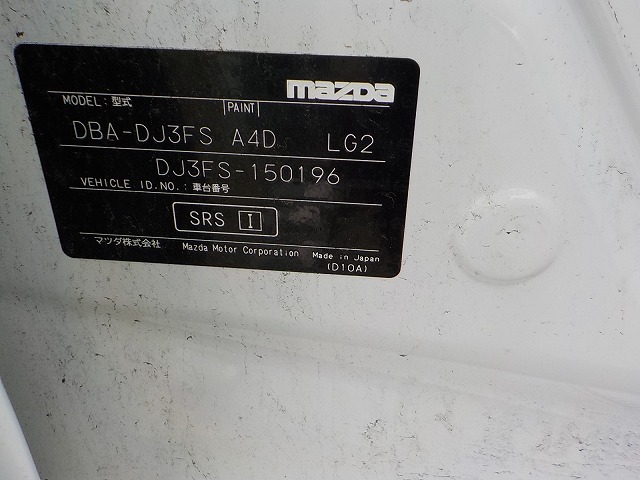 mazda
MODEL : 型式 PAINT
DBA-DJ3FS A4D LG2
DJ3FS-150196
VEHICLE ID.NO. : 車台番号
SRS I
マツダ株式会社 Mazda Motor Corporation Made in Japan
(D10A)